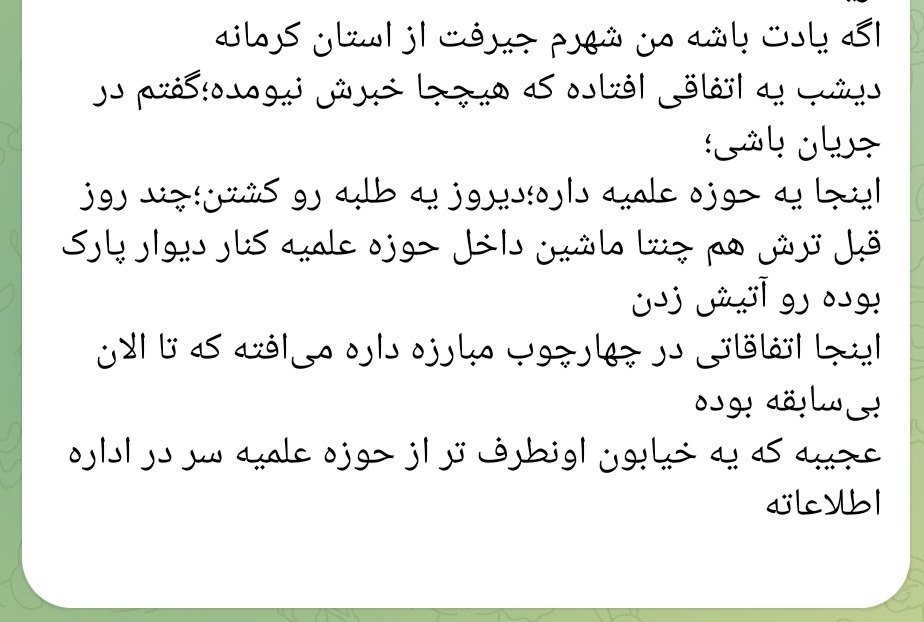 اگه یادت باشه من شهرم جیرفت از استان کرمانه
دیشب یه اتفاقی افتاده که هیچجا خبرش نیومده؛گفتم در
جریان باشی؛
اینجا یه حوزه علمیه داره؛دیروز یه طلبه رو کشتن؛چند روز
قبل ترش هم چنتا ماشین داخل حوزه علمیه کنار دیوار پارک
بوده رو آتیش زدن
اینجا اتفاقاتی در چهارچوب مبارزه داره می‌افته که تا الان
بی‌سابقه بوده
عجیبه که یه خیابون اونطرف تر از حوزه علمیه سر در اداره
اطلاعاته